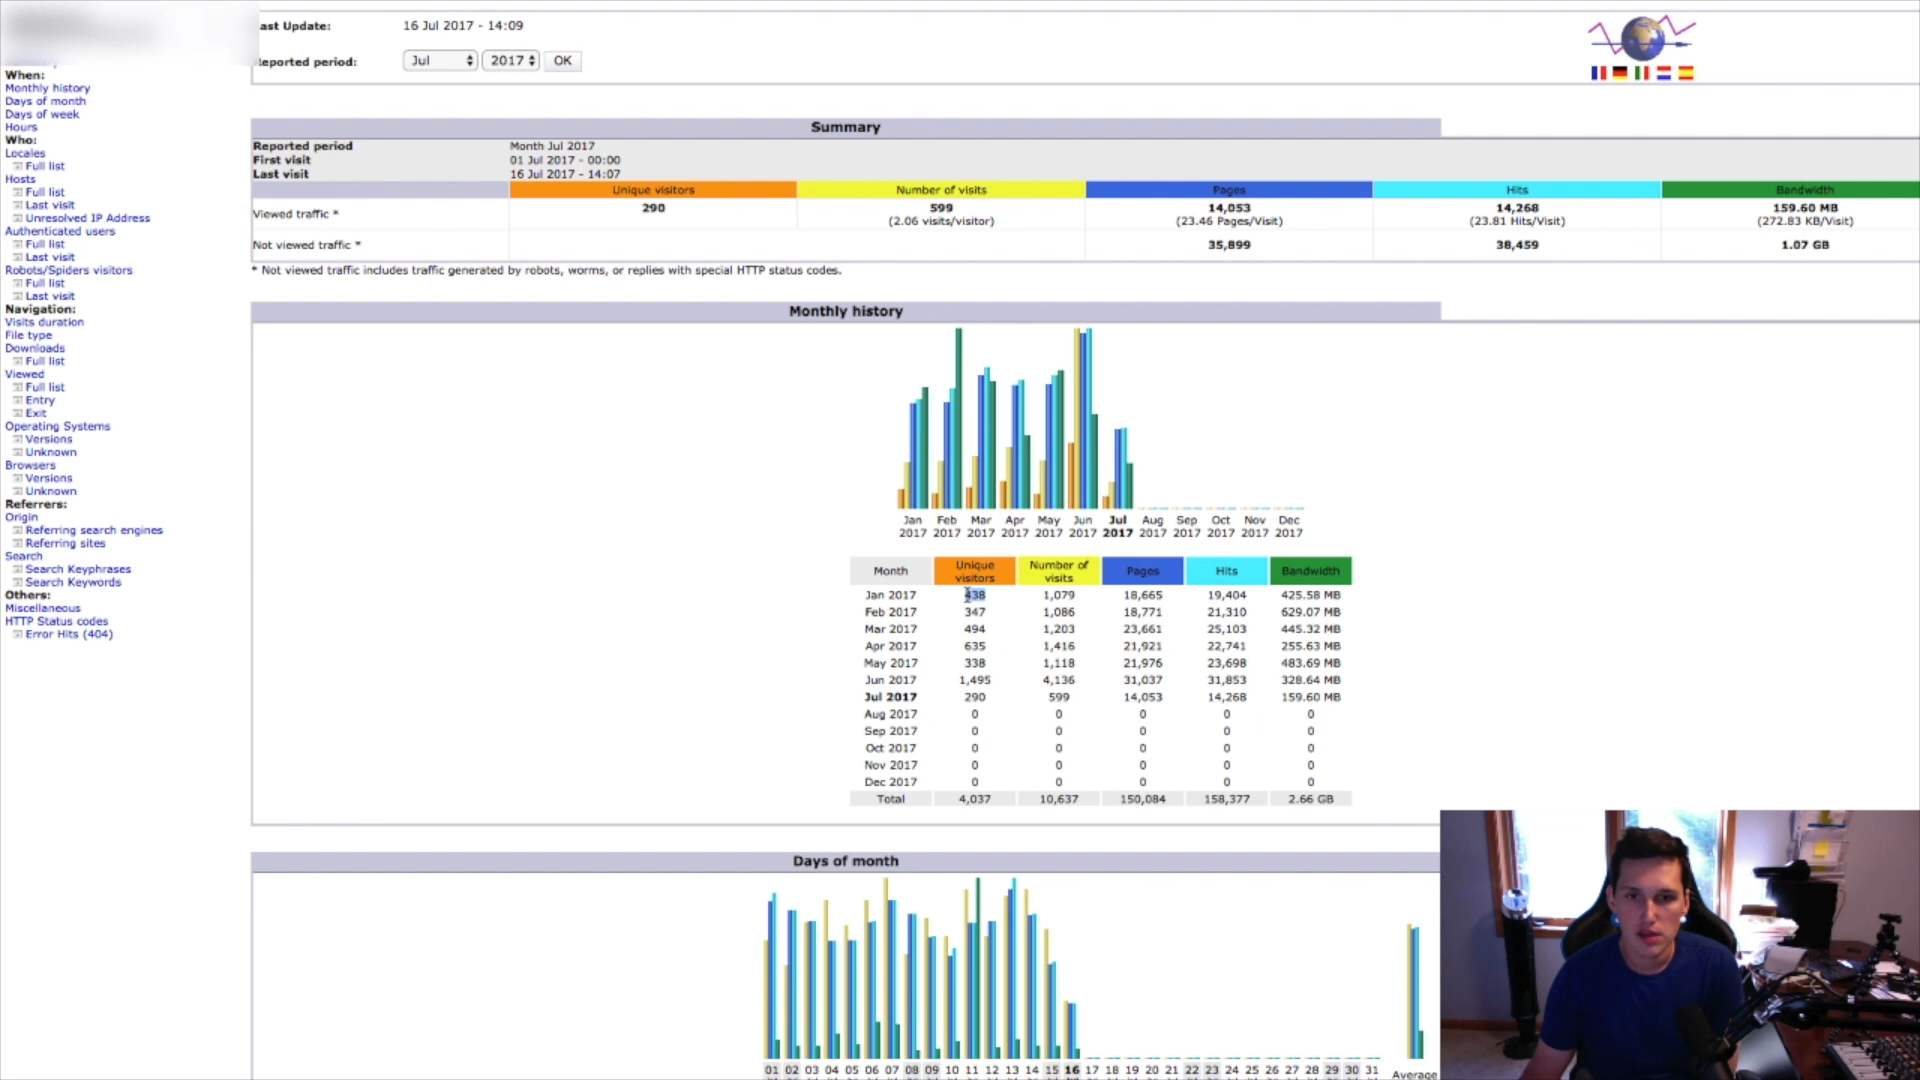 ast Update: 16 Jul 2017 - 14:09
eported period: Jul 2017 OK
When:
Monthly history
Days of month
Days of week
Hours
Who:
Locales
Full list
Hosts
Full list
Last visit
Unresolved IP Address
Authenticated users
Full list
Last visit
Robots/Spiders visitors
Full list
Last visit
Navigation:
Visits duration
File type
Downloads
Full list
Viewed
Full list
Entry
Exit
Operating Systems
Versions
Unknown
Browsers
Versions
Unknown
Referrers:
Origin
Referring search engines
Referring sites
Search
Search Keyphrases
Search Keywords
Others:
Miscellaneous
HTTP Status codes
Error Hits (404)
Summary
Reported period Month Jul 2017
First visit 01 Jul 2017 - 00:00
Last visit 16 Jul 2017 - 14:07
Unique visitors Number of visits Pages Hits Bandwidth
Viewed traffic * 290 599 14,053 14,268 159.60 MB
(2.06 visits/visitor) (23.46 Pages/Visit) (23.81 Hits/Visit) (272.83 KB/Visit)
Not viewed traffic * 35,899 38,459 1.07 GB
* Not viewed traffic includes traffic generated by robots, worms, or replies with special HTTP status codes.
Monthly history
Jan Feb Mar Apr May Jun Jul Aug Sep Oct Nov Dec
2017 2017 2017 2017 2017 2017 2017 2017 2017 2017 2017 2017
Month Unique visitors Number of visits Pages Hits Bandwidth
Jan 2017 438 1,079 18,665 19,404 425.58 MB
Feb 2017 347 1,086 18,771 21,310 629.07 MB
Mar 2017 494 1,203 23,661 25,103 445.32 MB
Apr 2017 635 1,416 21,921 22,741 255.63 MB
May 2017 338 1,118 21,976 23,698 483.69 MB
Jun 2017 1,495 4,136 31,037 31,853 328.64 MB
Jul 2017 290 599 14,053 14,268 159.60 MB
Aug 2017 0 0 0 0 0
Sep 2017 0 0 0 0 0
Oct 2017 0 0 0 0 0
Nov 2017 0 0 0 0 0
Dec 2017 0 0 0 0 0
Total 4,037 10,637 150,084 158,377 2.66 GB
Days of month
01 02 03 04 05 06 07 08 09 10 11 12 13 14 15 16 17 18 19 20 21 22 23 24 25 26 27 28 29 30 31 Average